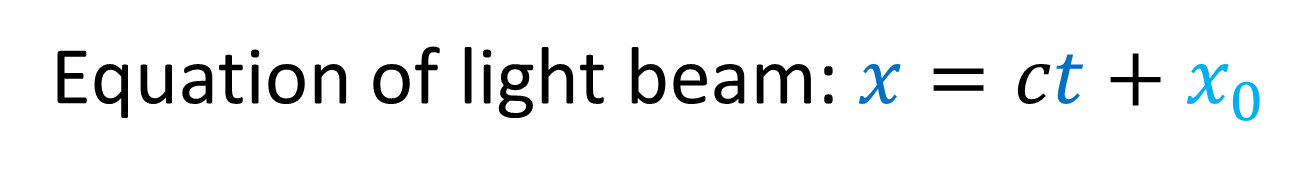 Equation of light beam: x = ct + x₀